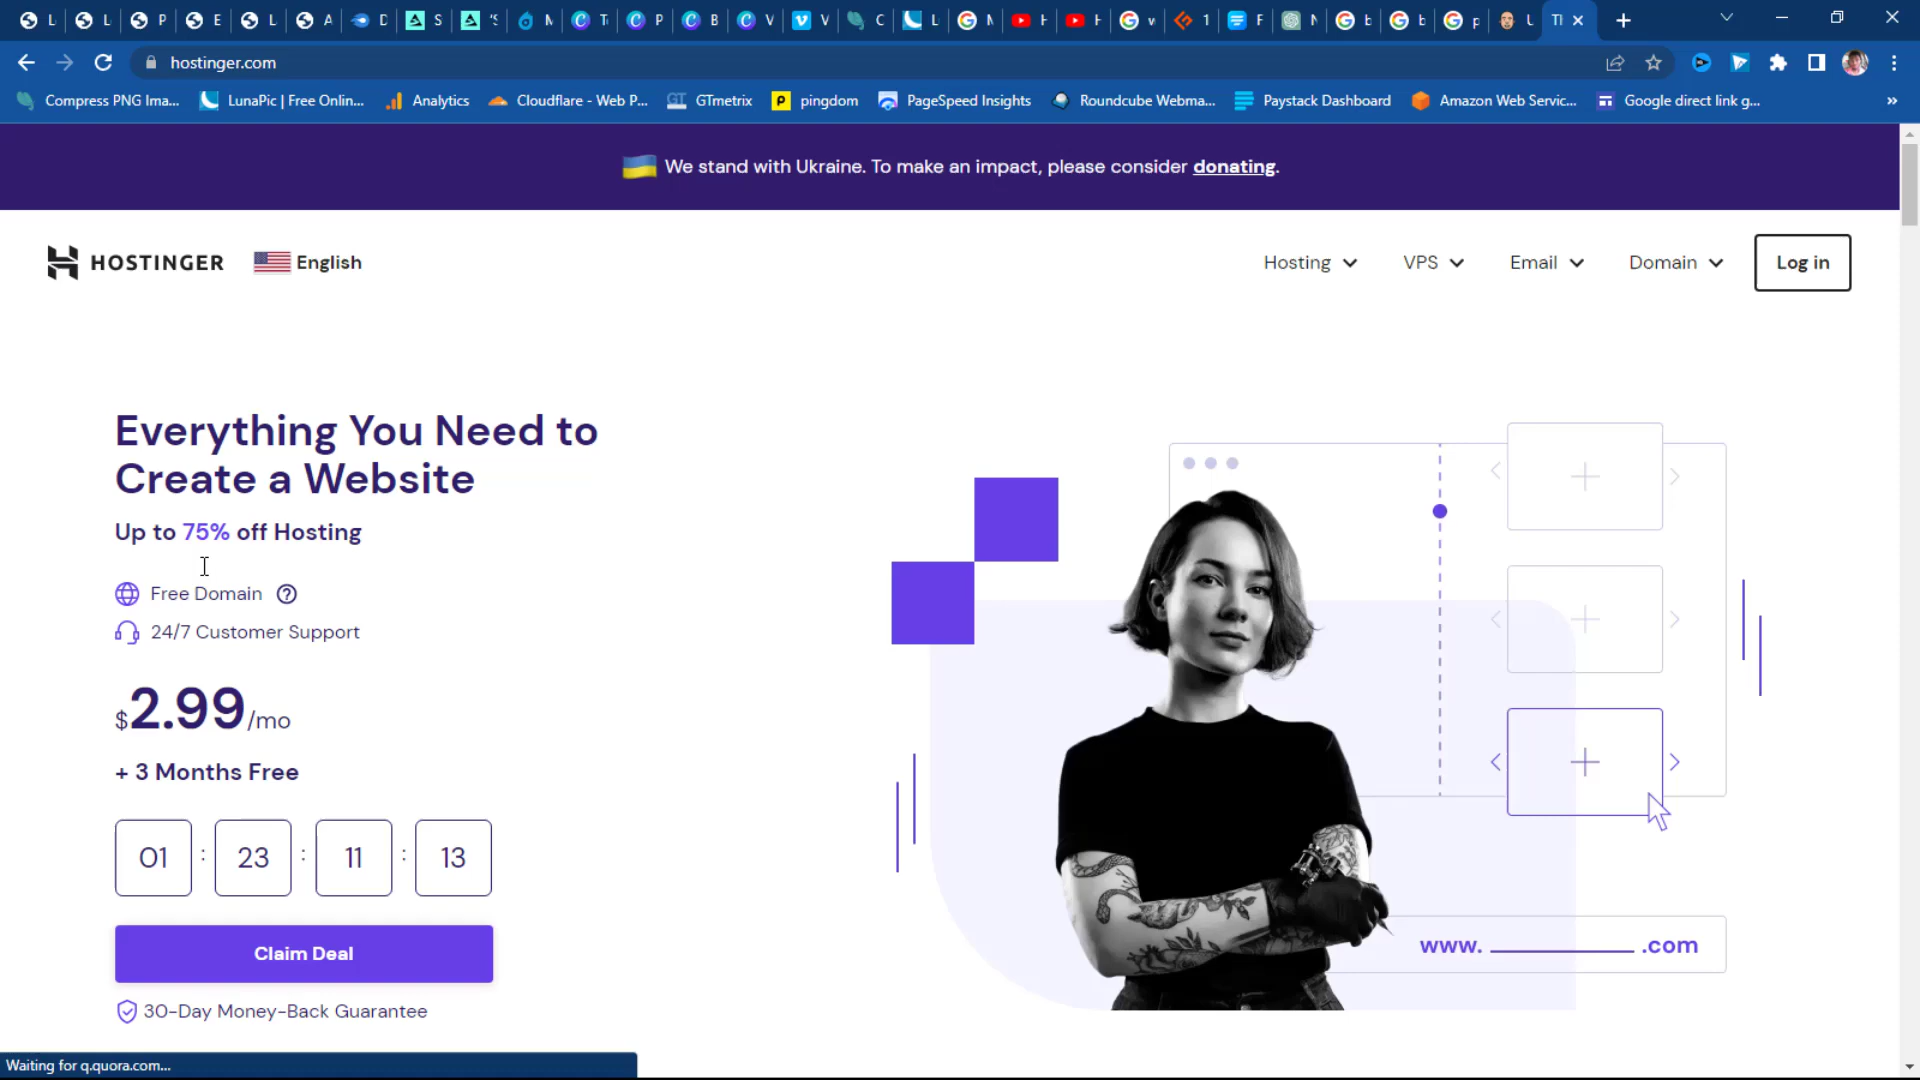 L
L
P
E
L
A
D
S
'S
M
T
P
B
V
V
C
L
M
H
H
w
1
F
N
b
b
p
U
Tl
hostinger.com
Compress PNG Ima...
LunaPic | Free Onlin...
Analytics
Cloudflare - Web P...
GTmetrix
pingdom
PageSpeed Insights
Roundcube Webma...
Paystack Dashboard
Amazon Web Servic...
Google direct link g...
»
We stand with Ukraine. To make an impact, please consider donating.
HOSTINGER
English
Hosting
VPS
Email
Domain
Log in
Everything You Need to
Create a Website
Up to 75% off Hosting
Free Domain ?
24/7 Customer Support
$2.99/mo
+ 3 Months Free
01 : 23 : 11 : 13
Claim Deal
30-Day Money-Back Guarantee
www. ____________ .com
Waiting for q.quora.com...